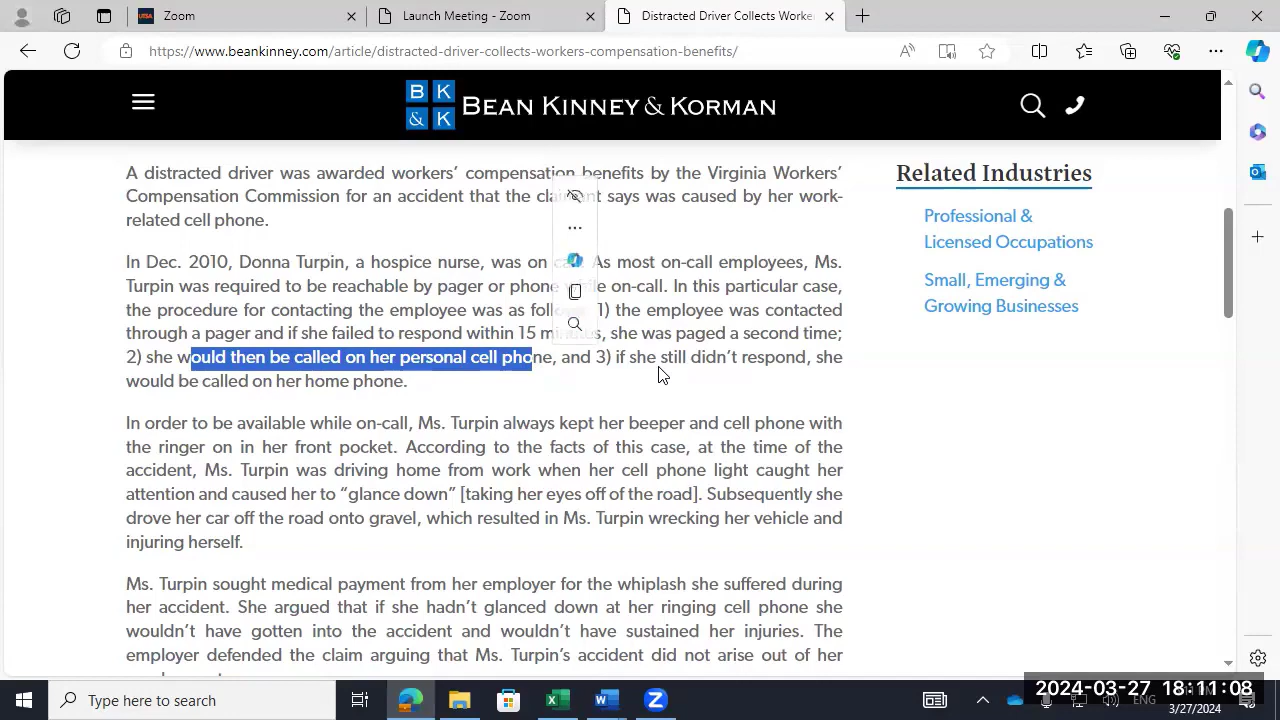 Zoom
Launch Meeting - Zoom
Distracted Driver Collects Worke
https://www.beankinney.com/article/distracted-driver-collects-workers-compensation-benefits/
B K & K BEAN KINNEY & KORMAN
A distracted driver was awarded workers' compensation benefits by the Virginia Workers'
Compensation Commission for an accident that the says was caused by her work-
related cell phone.
In Dec. 2010, Donna Turpin, a hospice nurse, was on As most on-call employees, Ms.
Turpin was required to be reachable by pager or phone on-call. In this particular case,
the procedure for contacting the employee was as 1) the employee was contacted
through a pager and if she failed to respond within 15 minutes, she was paged a second time;
2) she would then be called on her personal cell phone, and 3) if she still didn't respond, she
would be called on her home phone.
In order to be available while on-call, Ms. Turpin always kept her beeper and cell phone with
the ringer on in her front pocket. According to the facts of this case, at the time of the
accident, Ms. Turpin was driving home from work when her cell phone light caught her
attention and caused her to “glance down” [taking her eyes off of the road]. Subsequently she
drove her car off the road onto gravel, which resulted in Ms. Turpin wrecking her vehicle and
injuring herself.
Ms. Turpin sought medical payment from her employer for the whiplash she suffered during
her accident. She argued that if she hadn't glanced down at her ringing cell phone she
wouldn't have gotten into the accident and wouldn't have sustained her injuries. The
employer defended the claim arguing that Ms. Turpin's accident did not arise out of her
Related Industries
Professional &
Licensed Occupations
Small, Emerging &
Growing Businesses
Type here to search
ENG
2024-03-27 18:11:08
3/27/2024